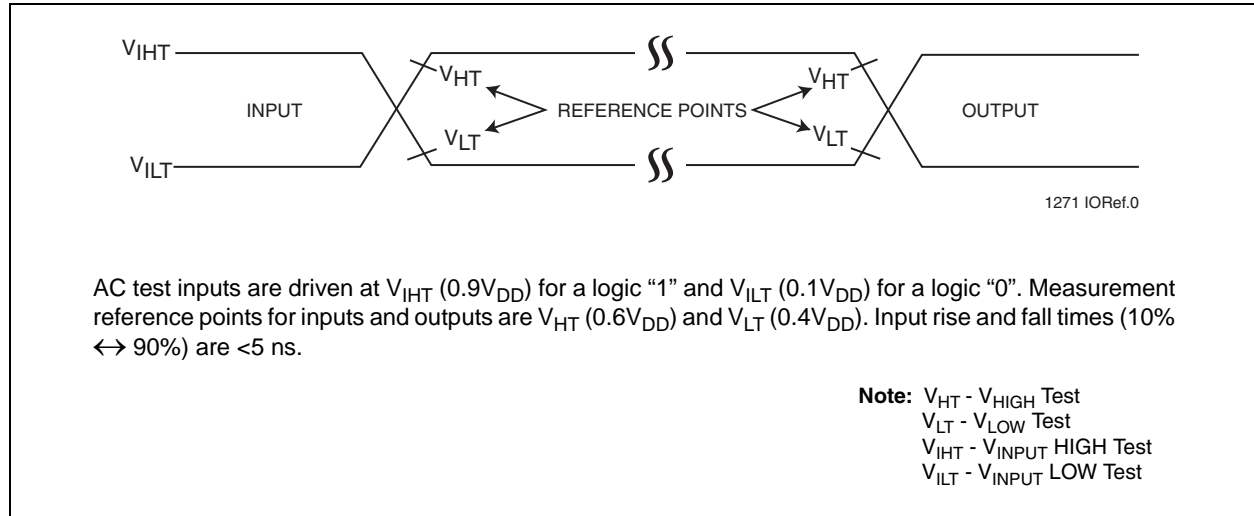 VIHT
VHT VHT
INPUT REFERENCE POINTS OUTPUT
VLT VLT
VILT
1271 IORef.0
AC test inputs are driven at VIHT (0.9VDD) for a logic “1” and VILT (0.1VDD) for a logic “0”. Measurement
reference points for inputs and outputs are VHT (0.6VDD) and VLT (0.4VDD). Input rise and fall times (10%
↔ 90%) are <5 ns.
Note: VHT - VHIGH Test
VLT - VLOW Test
VIHT - VINPUT HIGH Test
VILT - VINPUT LOW Test